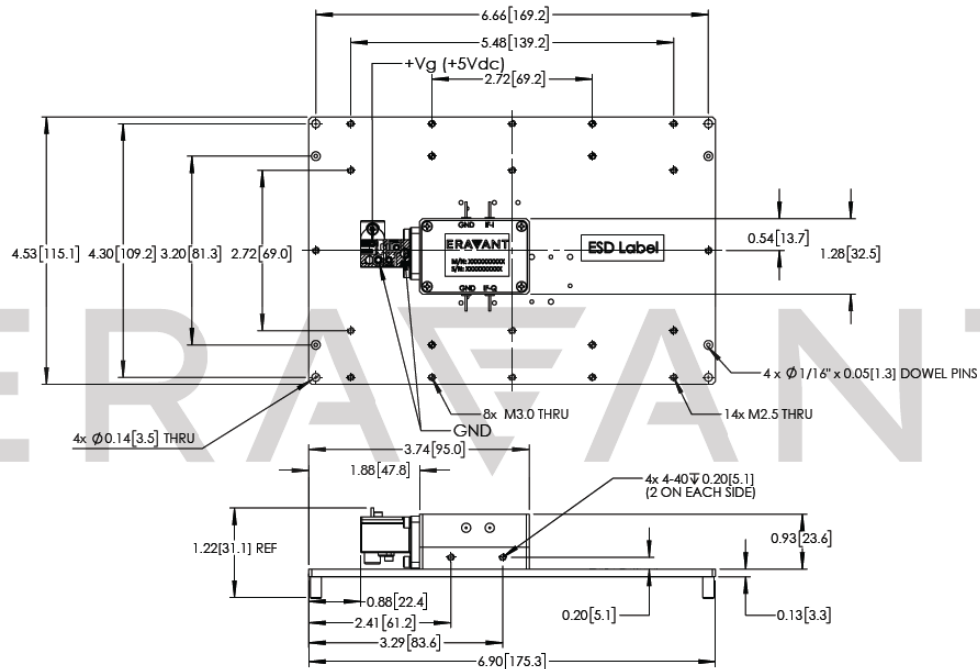 6.66[169.2]
5.48[139.2]
+Vg (+5Vdc)
2.72[69.2]
4.53[115.1]
4.30[109.2]
3.20[81.3]
2.72[69.0]
GND IF-I
ERAVANT
M/N: XXXXXXXXXX
S/N: XXXXXXXXXX
GND IF-Q
ESD Label
0.54[13.7]
1.28[32.5]
ERAVANT
4 x Ø 1/16" x 0.05[1.3] DOWEL PINS
8x M3.0 THRU
14x M2.5 THRU
GND
4x Ø0.14[3.5] THRU
3.74[95.0]
1.88[47.8]
4x 4-40↧0.20[5.1]
(2 ON EACH SIDE)
1.22[31.1] REF
0.93[23.6]
0.88[22.4]
0.20[5.1]
0.13[3.3]
2.41[61.2]
3.29[83.6]
6.90[175.3]